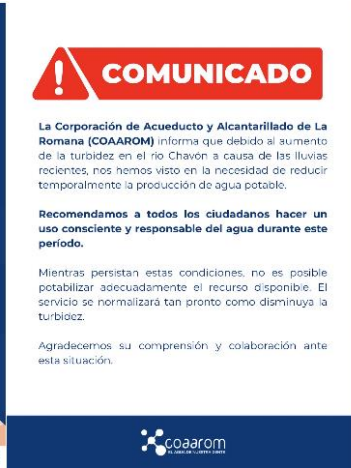 COMUNICADO
La Corporación de Acueducto y Alcantarillado de La
Romana (COAAROM) informa que debido al aumento
de la turbidez en el río Chavón a causa de las lluvias
recientes, nos hemos visto en la necesidad de reducir
temporalmente la producción de agua potable.
Recomendamos a todos los ciudadanos hacer un
uso consciente y responsable del agua durante este
período.
Mientras persistan estas condiciones, no es posible
potabilizar adecuadamente el recurso disponible. El
servicio se normalizará tan pronto como disminuya la
turbidez.
Agradecemos su comprensión y colaboración ante
esta situación.
coaarom